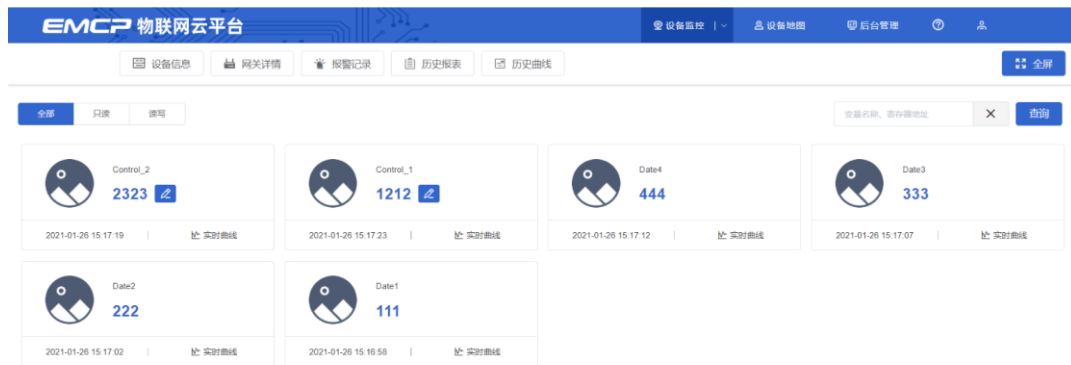 EMCP 物联网云平台 设备监控 设备地图 后台管理
设备信息 网关详情 报警记录 历史报表 历史曲线 全屏
全部 只读 读写 变量名称、寄存器地址 查询
Control_2 Control_1 Date4 Date3
2323 1212 444 333
2021-01-26 15:17:19 实时曲线 2021-01-26 15:17:23 实时曲线 2021-01-26 15:17:12 实时曲线 2021-01-26 15:17:07 实时曲线
Date2 Date1
222 111
2021-01-26 15:17:02 实时曲线 2021-01-26 15:16:58 实时曲线